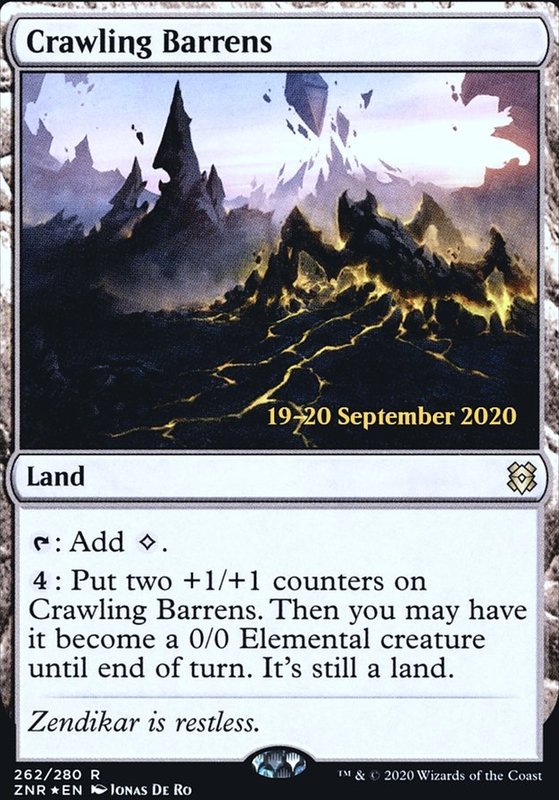 Crawling Barrens
19–20 September 2020
Land
: Add .
4 : Put two +1/+1 counters on
Crawling Barrens. Then you may have
it become a 0/0 Elemental creature
until end of turn. It's still a land.
Zendikar is restless.
262/280 R
ZNR ★ EN Jonas De Ro
™ & © 2020 Wizards of the Coast